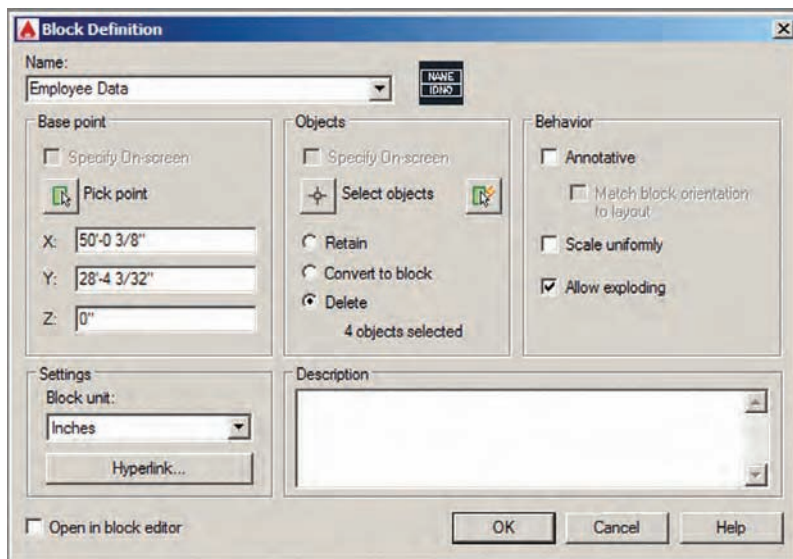 Block Definition
Name:
Employee Data
NAME
IDNO
Base point
Specify On-screen
Pick point
X: 50'-0 3/8"
Y: 28'-4 3/32"
Z: 0"
Objects
Specify On-screen
Select objects
Retain
Convert to block
Delete
4 objects selected
Behavior
Annotative
Match block orientation
to layout
Scale uniformly
Allow exploding
Settings
Block unit:
Inches
Hyperlink...
Description
Open in block editor
OK Cancel Help